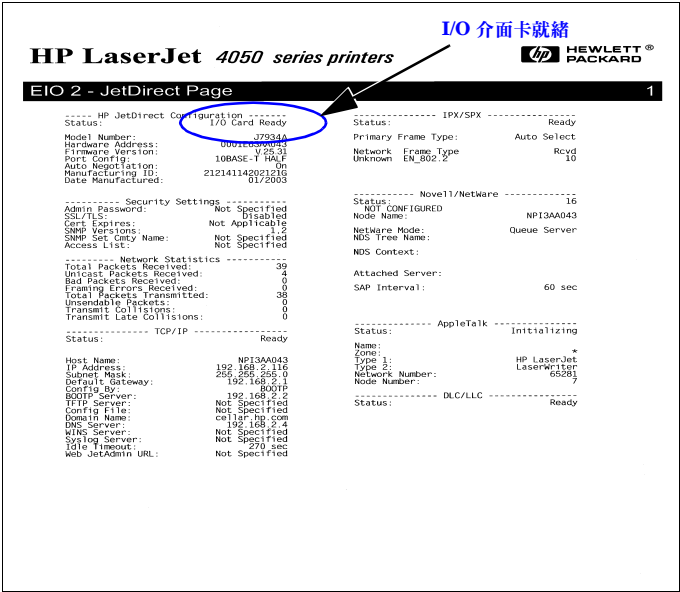 I/O 介面卡就緒
HP LaserJet 4050 series printers
hp HEWLETT® PACKARD
EIO 2 - JetDirect Page 1
----- HP JetDirect Configuration -------
Status: I/O Card Ready
Model Number: J7934A
Hardware Address: 0001E63AA043
Firmware Version: V.25.31
Port Config: 10BASE-T HALF
Auto Negotiation: On
Manufacturing ID: 21214114202121G
Date Manufactured: 01/2003
---------- Security Settings -----------
Admin Password: Not Specified
SSL/TLS: Disabled
Cert Expires: Not Applicable
SNMP Versions: 1,2
SNMP Set Cmty Name: Not Specified
Access List: Not Specified
--------- Network Statistics -----------
Total Packets Received: 39
Unicast Packets Received: 4
Bad Packets Received: 0
Framing Errors Received: 0
Total Packets Transmitted: 38
Unsendable Packets: 0
Transmit Collisions: 0
Transmit Late Collisions: 0
--------------- TCP/IP -----------------
Status: Ready
Host Name: NPI3AA043
IP Address: 192.168.2.116
Subnet Mask: 255.255.255.0
Default Gateway: 192.168.2.1
Config By: BOOTP
BOOTP Server: 192.168.2.2
TFTP Server: Not Specified
Config File: Not Specified
Domain Name: cellar.hp.com
DNS Server: 192.168.2.4
WINS Server: Not Specified
Syslog Server: Not Specified
Idle Timeout: 270 sec
Web JetAdmin URL: Not Specified
--------------- IPX/SPX ----------------
Status: Ready
Primary Frame Type: Auto Select
Network Frame Type Rcvd
Unknown EN_802.2 10
----------- Novell/NetWare -------------
Status: 16
NOT CONFIGURED
Node Name: NPI3AA043
NetWare Mode: Queue Server
NDS Tree Name:
NDS Context:
Attached Server:
SAP Interval: 60 sec
-------------- AppleTalk ---------------
Status: Initializing
Name:
Zone: *
Type 1: HP LaserJet
Type 2: LaserWriter
Network Number: 65281
Node Number: 7
--------------- DLC/LLC ----------------
Status: Ready